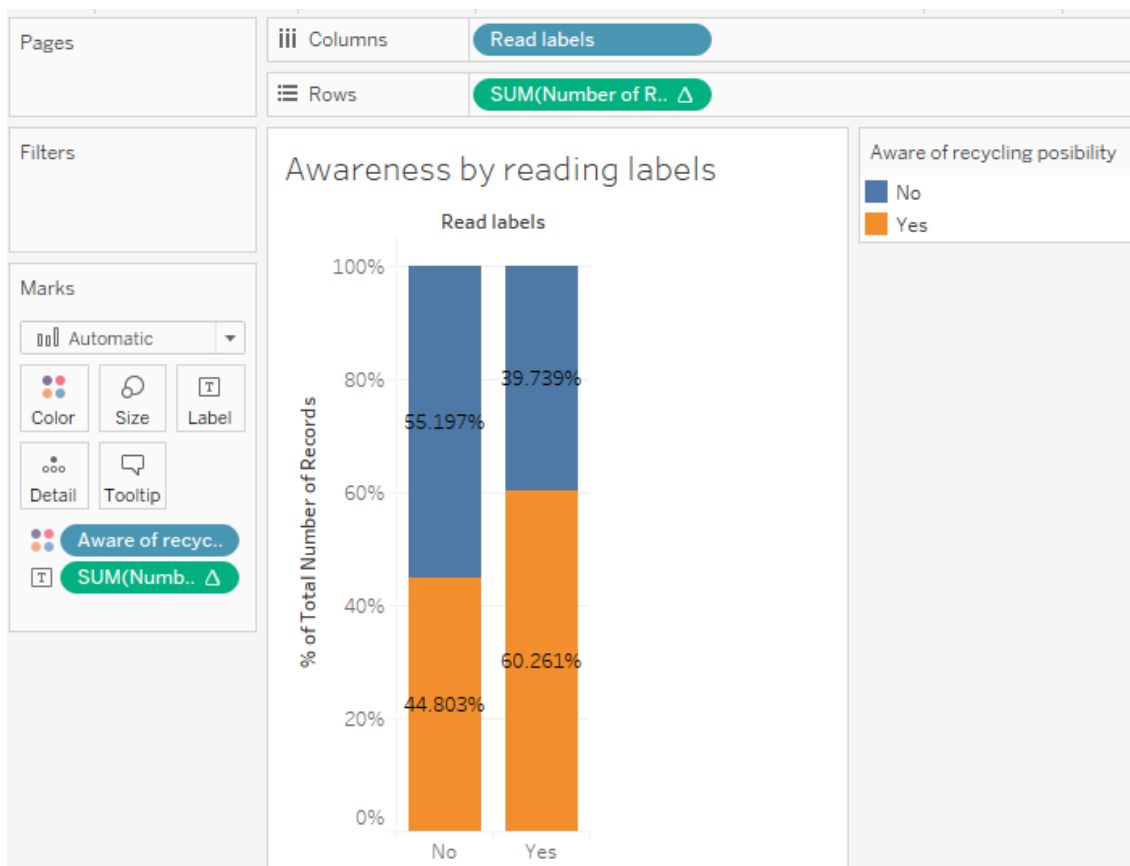 Pages
Columns
Read labels
Rows
SUM(Number of R.. Δ
Filters
Marks
Automatic
Color
Size
Label
Detail
Tooltip
Aware of recyc..
SUM(Numb.. Δ
Awareness by reading labels
Read labels
% of Total Number of Records
100%
80%
60%
40%
20%
0%
55.197%
39.739%
44.803%
60.261%
No
Yes
Aware of recycling posibility
No
Yes